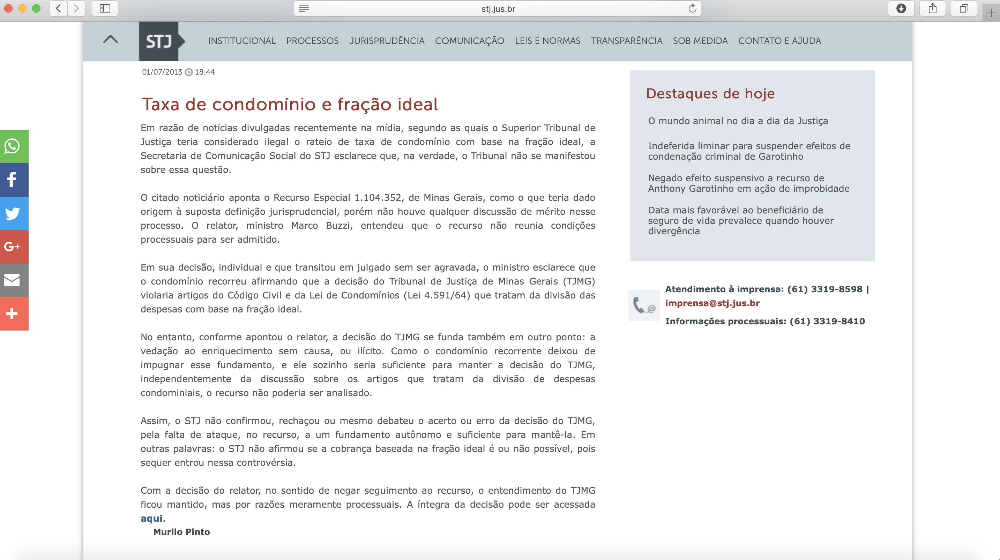 stj.jus.br
STJ
INSTITUCIONAL PROCESSOS JURISPRUDÊNCIA COMUNICAÇÃO LEIS E NORMAS TRANSPARÊNCIA SOB MEDIDA CONTATO E AJUDA
01/07/2013 18:44
Taxa de condomínio e fração ideal
Em razão de notícias divulgadas recentemente na mídia, segundo as quais o Superior Tribunal de
Justiça teria considerado ilegal o rateio de taxa de condomínio com base na fração ideal, a
Secretaria de Comunicação Social do STJ esclarece que, na verdade, o Tribunal não se manifestou
sobre essa questão.
O citado noticiário aponta o Recurso Especial 1.104.352, de Minas Gerais, como o que teria dado
origem à suposta definição jurisprudencial, porém não houve qualquer discussão de mérito nesse
processo. O relator, ministro Marco Buzzi, entendeu que o recurso não reunia condições
processuais para ser admitido.
Em sua decisão, individual e que transitou em julgado sem ser agravada, o ministro esclarece que
o condomínio recorreu afirmando que a decisão do Tribunal de Justiça de Minas Gerais (TJMG)
violaria artigos do Código Civil e da Lei de Condomínios (Lei 4.591/64) que tratam da divisão das
despesas com base na fração ideal.
No entanto, conforme apontou o relator, a decisão do TJMG se funda também em outro ponto: a
vedação ao enriquecimento sem causa, ou ilícito. Como o condomínio recorrente deixou de
impugnar esse fundamento, e ele sozinho seria suficiente para manter a decisão do TJMG,
independentemente da discussão sobre os artigos que tratam da divisão de despesas
condominiais, o recurso não poderia ser analisado.
Assim, o STJ não confirmou, rechaçou ou mesmo debateu o acerto ou erro da decisão do TJMG,
pela falta de ataque, no recurso, a um fundamento autônomo e suficiente para mantê-la. Em
outras palavras: o STJ não afirmou se a cobrança baseada na fração ideal é ou não possível, pois
sequer entrou nessa controvérsia.
Com a decisão do relator, no sentido de negar seguimento ao recurso, o entendimento do TJMG
ficou mantido, mas por razões meramente processuais. A íntegra da decisão pode ser acessada
aqui.
Murilo Pinto
Destaques de hoje
O mundo animal no dia a dia da Justiça
Indeferida liminar para suspender efeitos de
condenação criminal de Garotinho
Negado efeito suspensivo a recurso de
Anthony Garotinho em ação de improbidade
Data mais favorável ao beneficiário de
seguro de vida prevalece quando houver
divergência
Atendimento à imprensa: (61) 3319-8598 |
imprensa@stj.jus.br
Informações processuais: (61) 3319-8410
G+
@